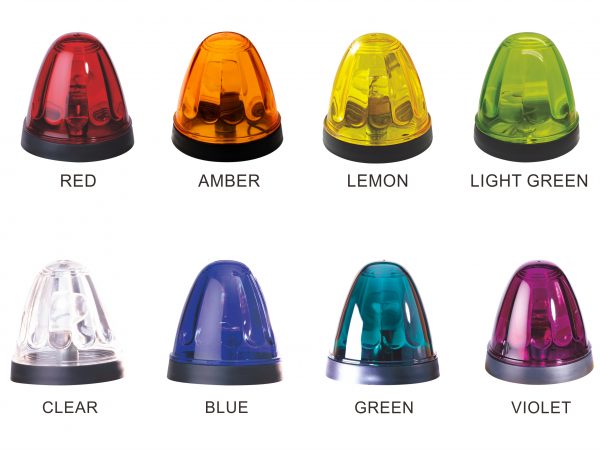 RED
AMBER
LEMON
LIGHT GREEN
CLEAR
BLUE
GREEN
VIOLET